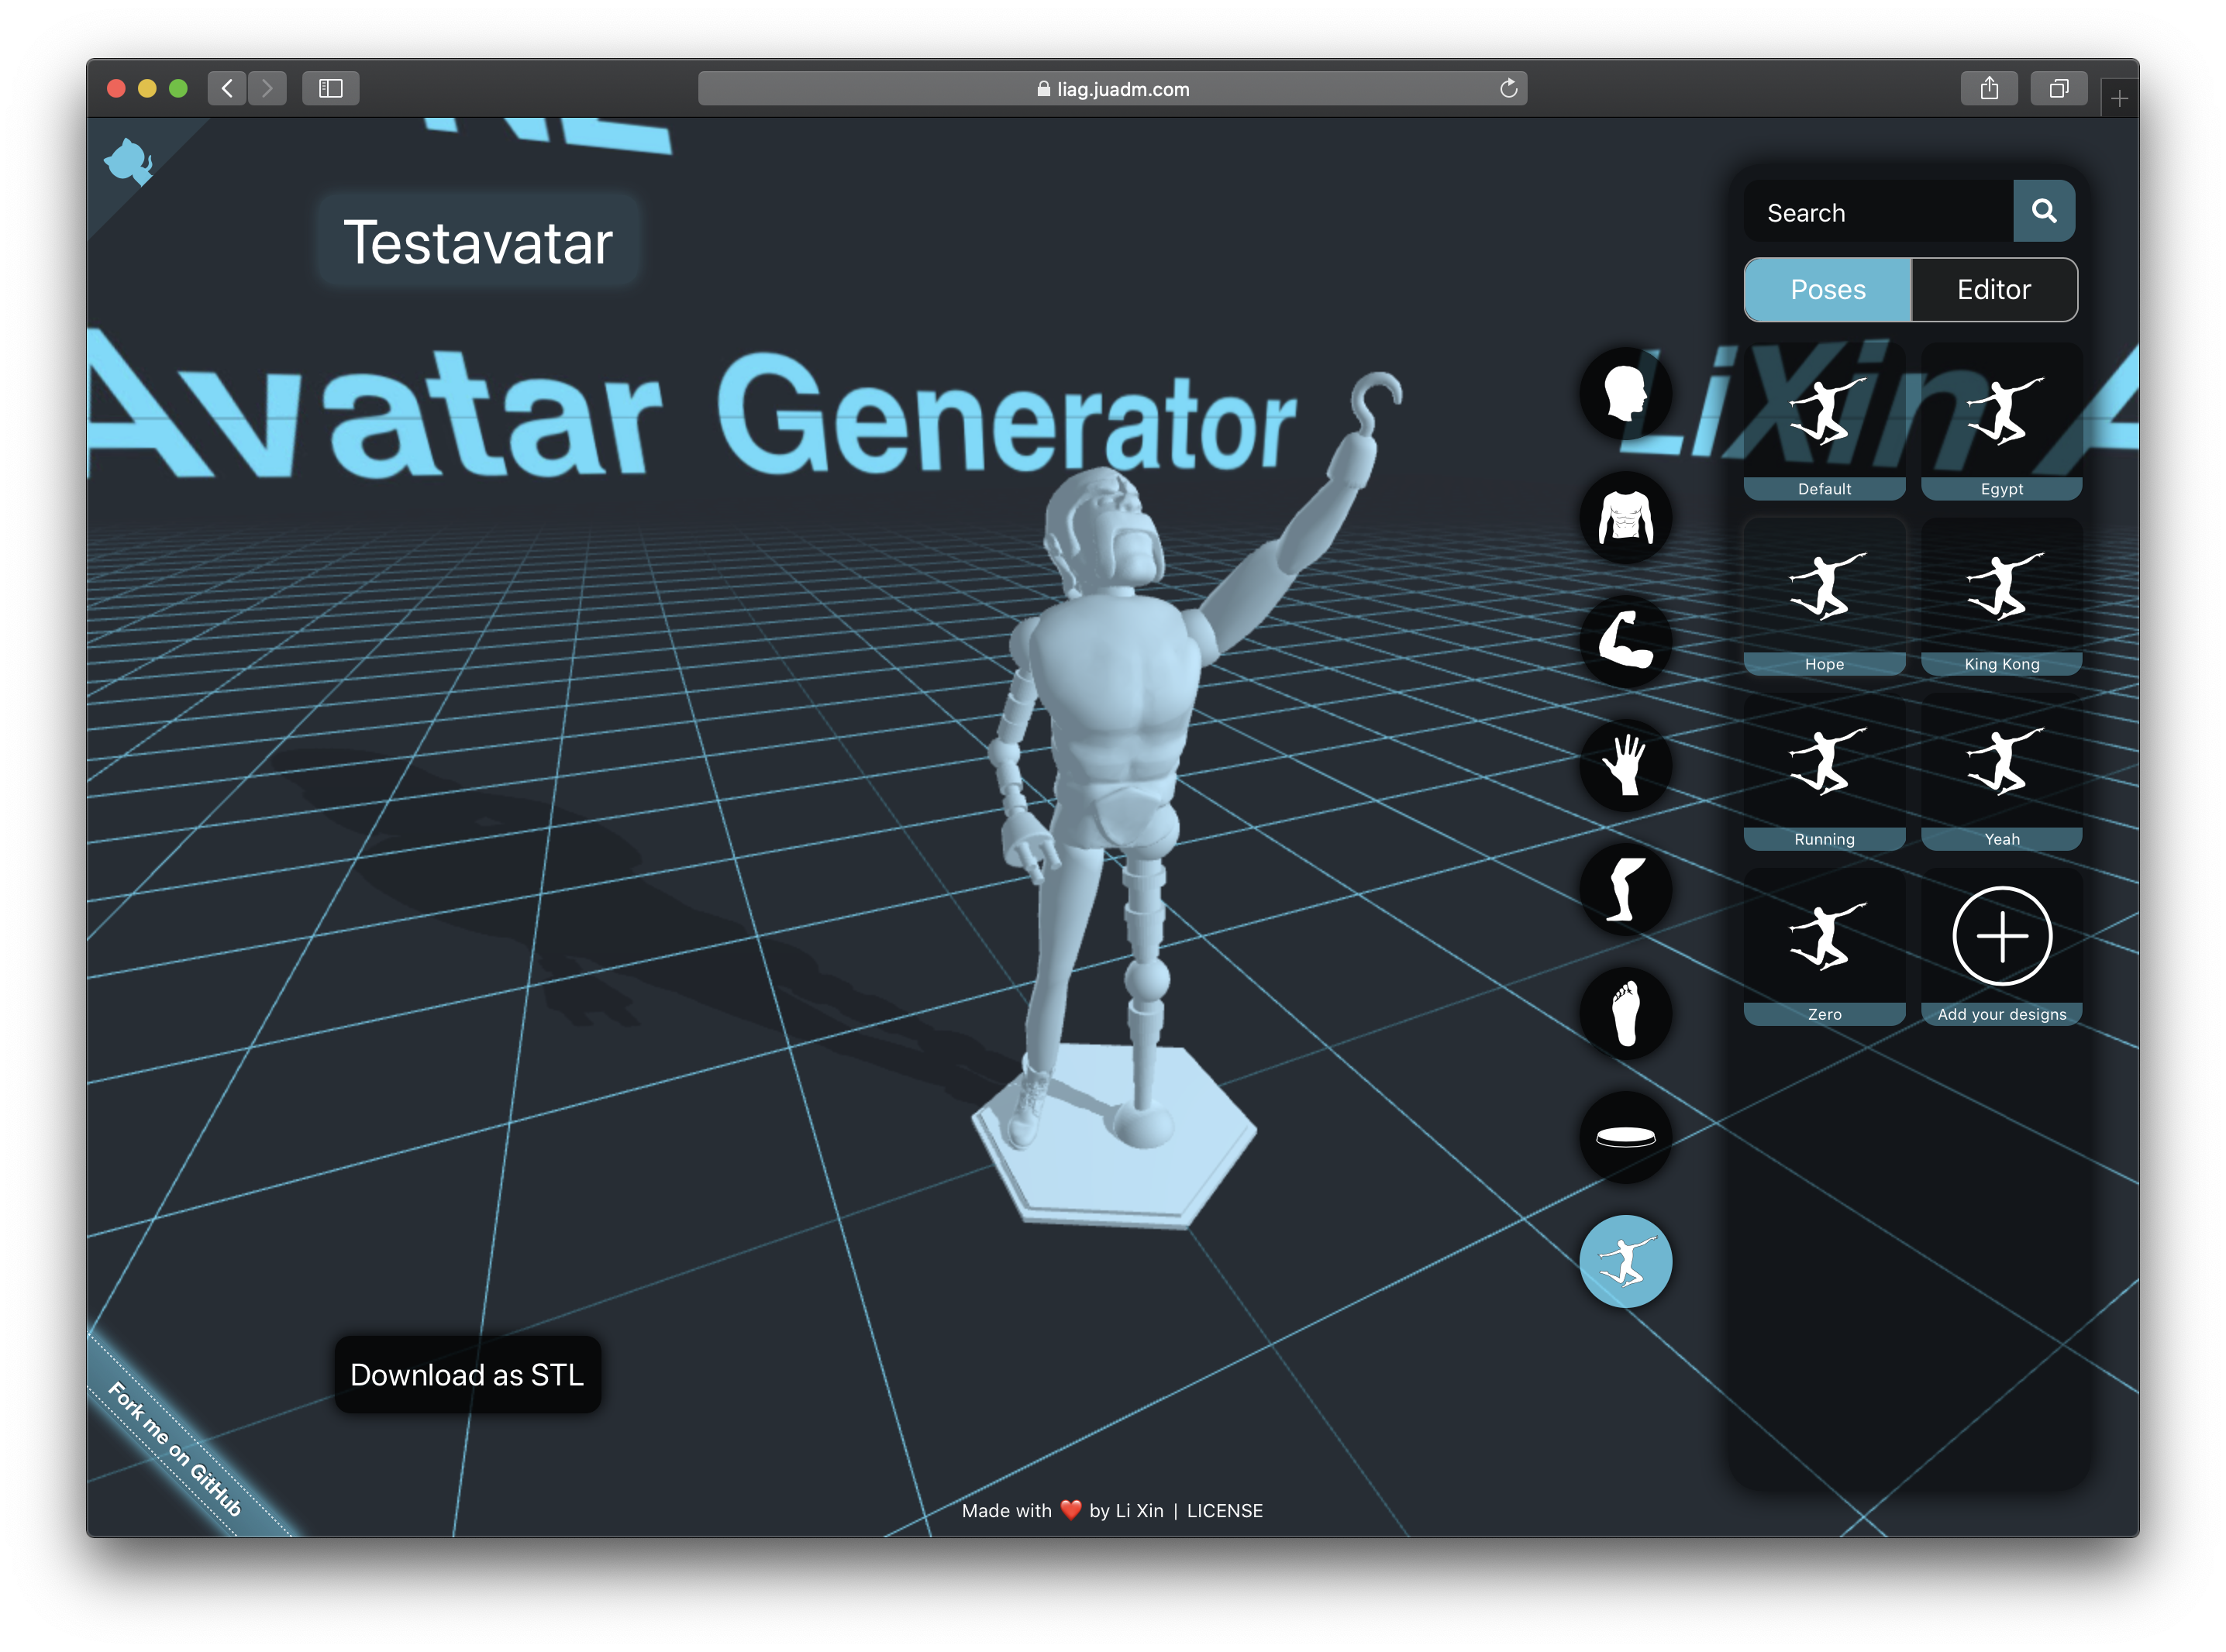 liag.juadm.com
Testavatar
Avatar Generator
LiXin A
Search
Poses
Editor
Default
Egypt
Hope
King Kong
Running
Yeah
Zero
Add your designs
Download as STL
Fork me on GitHub
Made with ❤️ by Li Xin | LICENSE